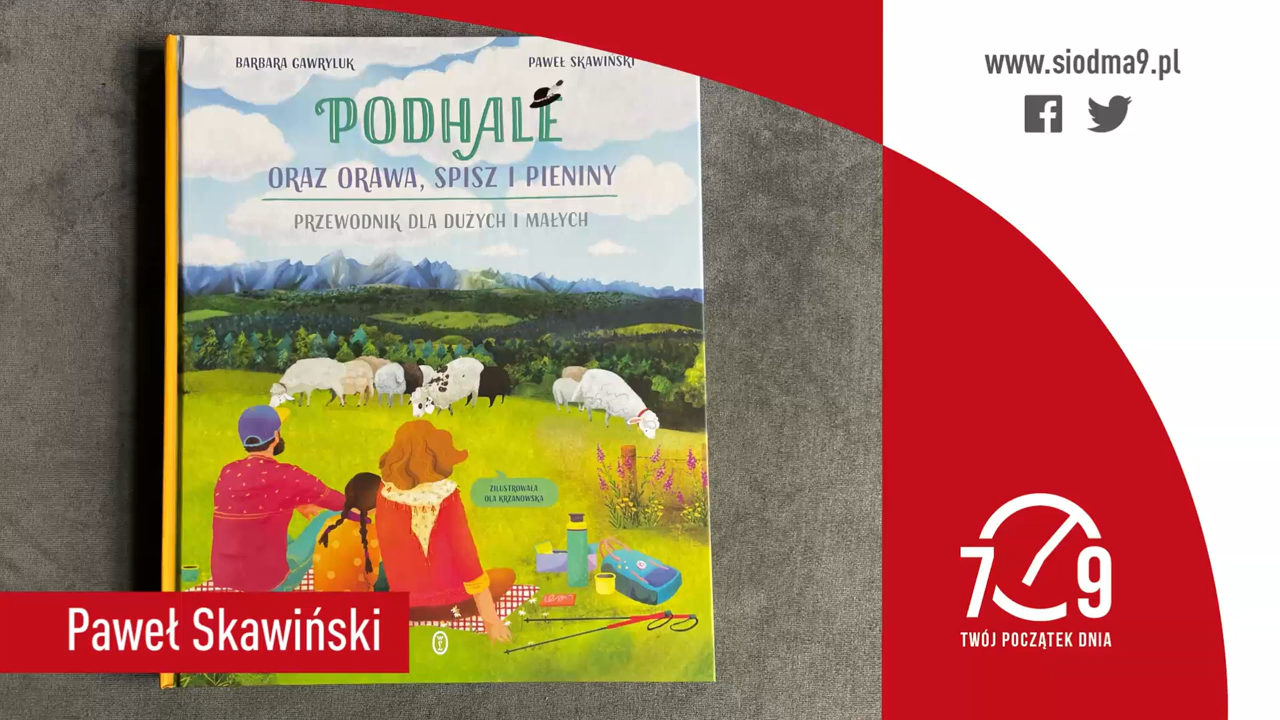 BARBARA GAWRYLUK
PAWEŁ SKAWIŃSKI
PODHALE
ORAZ ORAWA, SPISZ I PIENINY
PRZEWODNIK DLA DUŻYCH I MAŁYCH
ZILUSTROWAŁA
OLA KRZANOWSKA
Paweł Skawiński
www.siodma9.pl
7 9
TWÓJ POCZĄTEK DNIA